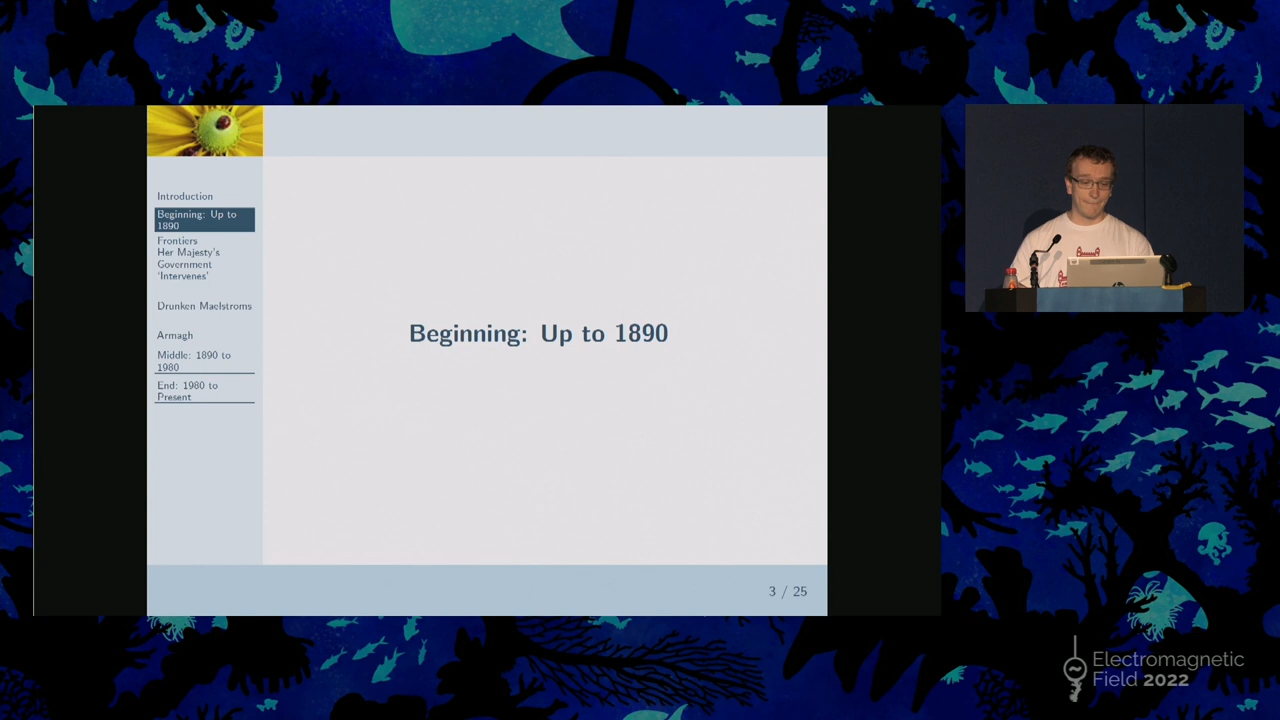 Introduction
Beginning: Up to
1890
Frontiers
Her Majesty's
Government
'Intervenes'
Drunken Maelstroms
Armagh
Middle: 1890 to
1980
End: 1980 to
Present
Beginning: Up to 1890
3 / 25
Electromagnetic
Field 2022